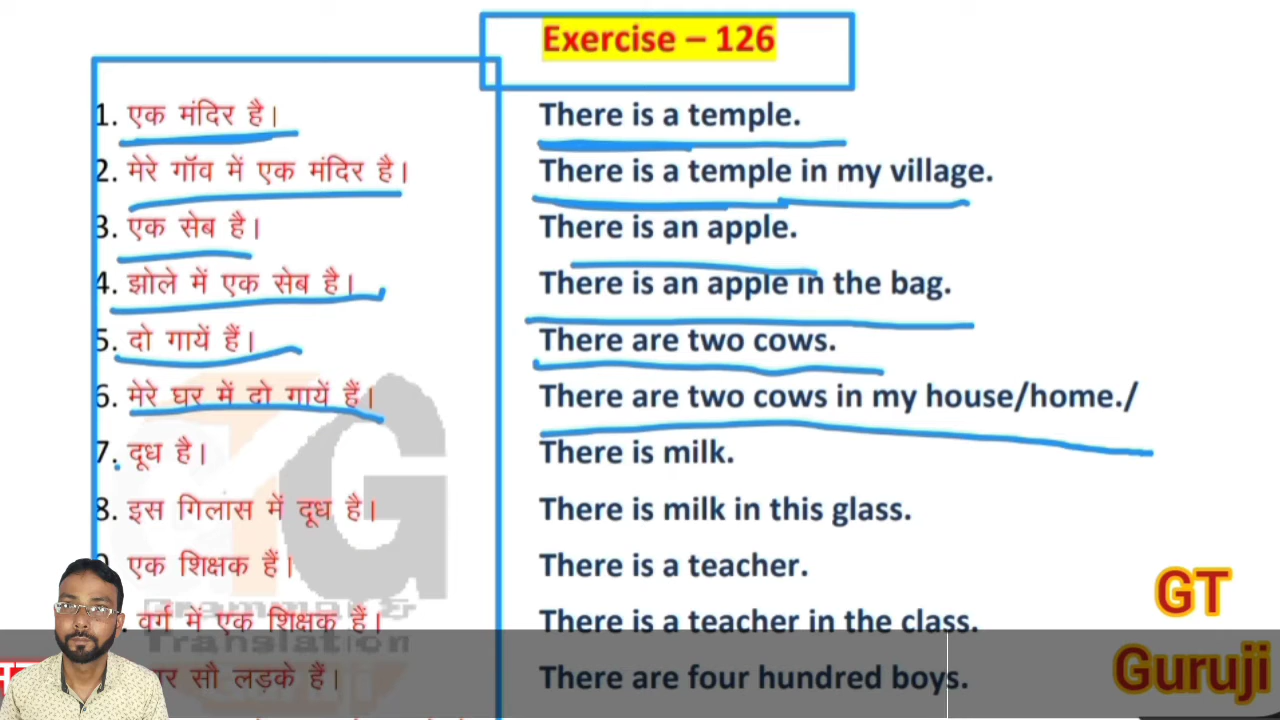 Exercise – 126
1. एक मंदिर है। There is a temple.
2. मेरे गॉव में एक मंदिर है। There is a temple in my village.
3. एक सेब है। There is an apple.
4. झोले में एक सेब है। There is an apple in the bag.
5. दो गायें हैं। There are two cows.
6. मेरे घर में दो गायें हैं। There are two cows in my house/home./
7. दूध है। There is milk.
8. इस गिलास में दूध है। There is milk in this glass.
एक शिक्षक हैं। There is a teacher.
वर्ग में एक शिक्षक हैं। There is a teacher in the class.
सौ लड़के हैं। There are four hundred boys.
Grammar &
Translation
GT
Guruji